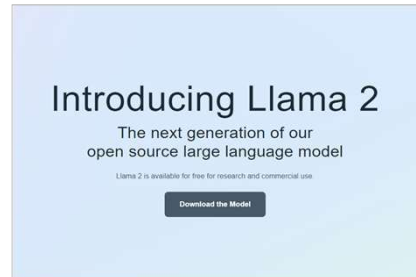 Introducing Llama 2
The next generation of our
open source large language model
Llama 2 is available for free for research and commercial use.
Download the Model